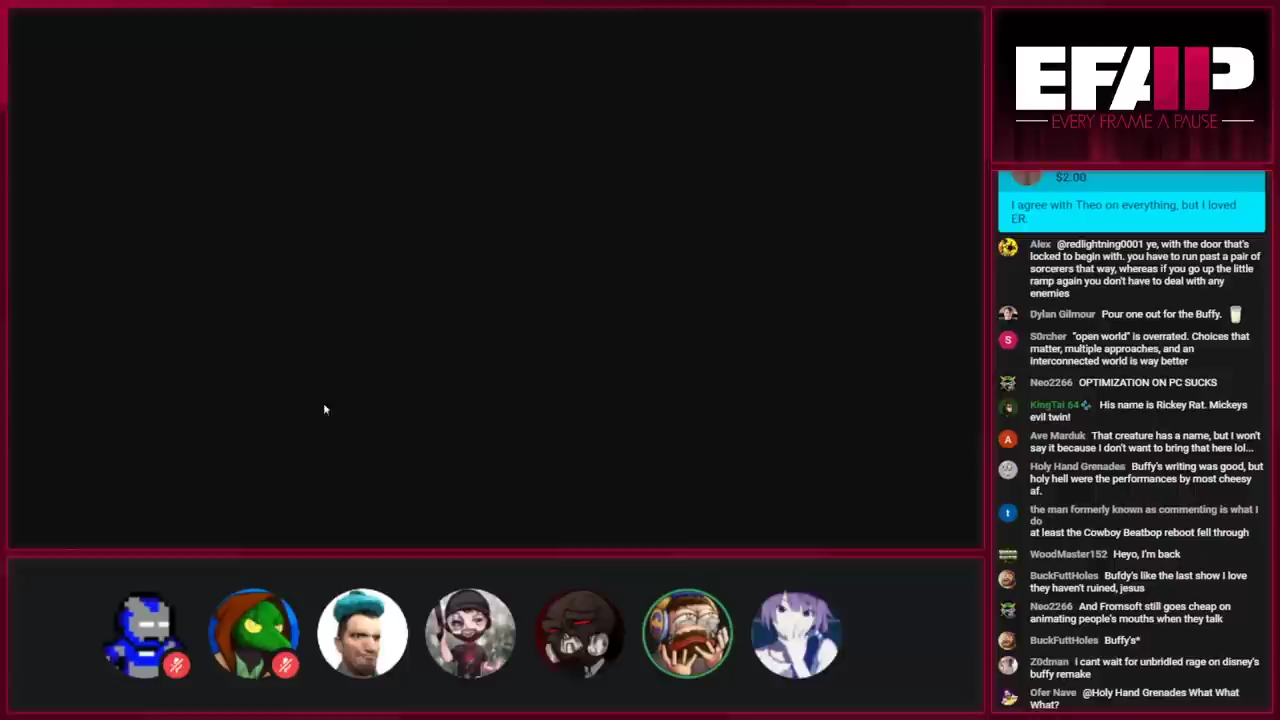 EFAP
EVERY FRAME A PAUSE
$2.00
I agree with Theo on everything, but I loved
ER.
Alex @redlightning0001 ye, with the door that's
locked to begin with. you have to run past a pair of
sorcerers that way, whereas if you go up the little
ramp again you don't have to deal with any
enemies
Dylan Gilmour Pour one out for the Buffy.
S
S0rcher "open world" is overrated. Choices that
matter, multiple approaches, and an
interconnected world is way better
Neo2266 OPTIMIZATION ON PC SUCKS
KingTai 64 His name is Rickey Rat. Mickeys
evil twin!
A
Ave Marduk That creature has a name, but I won't
say it because I don't want to bring that here lol...
Holy Hand Grenades Buffy's writing was good, but
holy hell were the performances by most cheesy
af.
t
the man formerly known as commenting is what I
do
at least the Cowboy Beatbop reboot fell through
WoodMaster152 Heyo, I'm back
BuckFuttHoles Bufdy's like the last show I love
they haven't ruined, jesus
Neo2266 And Fromsoft still goes cheap on
animating people's mouths when they talk
BuckFuttHoles Buffy's*
Z0dman i cant wait for unbridled rage on disney's
buffy remake
Ofer Nave @Holy Hand Grenades What What
What?